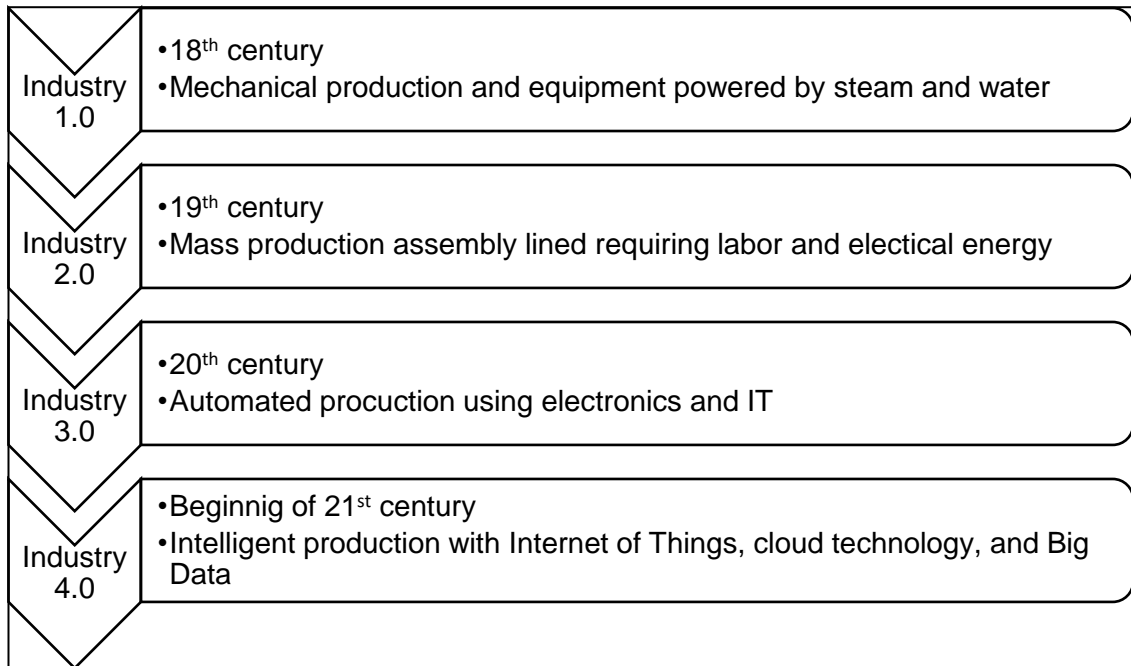 Industry
1.0
•18th century
•Mechanical production and equipment powered by steam and water
Industry
2.0
•19th century
•Mass production assembly lined requiring labor and electical energy
Industry
3.0
•20th century
•Automated procuction using electronics and IT
Industry
4.0
•Beginnig of 21st century
•Intelligent production with Internet of Things, cloud technology, and Big
Data